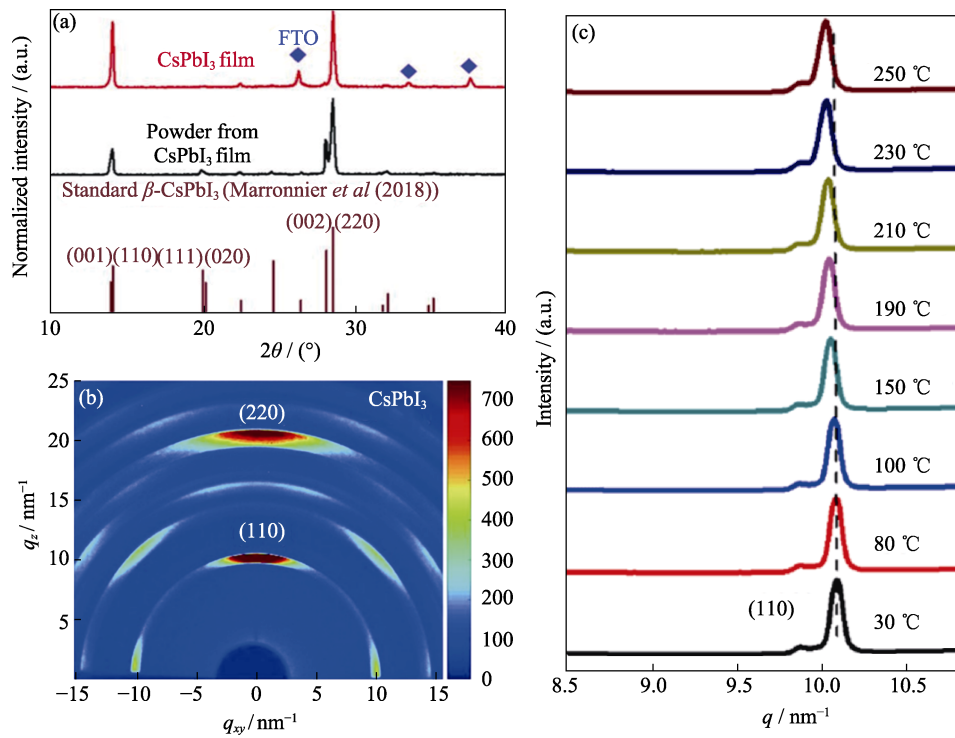 (a)
FTO
CsPbI₃ film
Powder from
CsPbI₃ film
Standard β-CsPbI₃ (Marronnier et al (2018))
(002)(220)
(001)(110)(111)(020)
Normalized intensity / (a.u.)
10 20 30 40
2θ / (°)
(b)
CsPbI₃
(220)
(110)
25
20
15
10
5
q_z / nm⁻¹
−15 −10 −5 0 5 10 15
q_xy / nm⁻¹
700
600
500
400
300
200
100
0
(c)
250 ℃
230 ℃
210 ℃
190 ℃
150 ℃
100 ℃
80 ℃
(110)
30 ℃
Intensity / (a.u.)
8.5 9.0 9.5 10.0 10.5
q / nm⁻¹